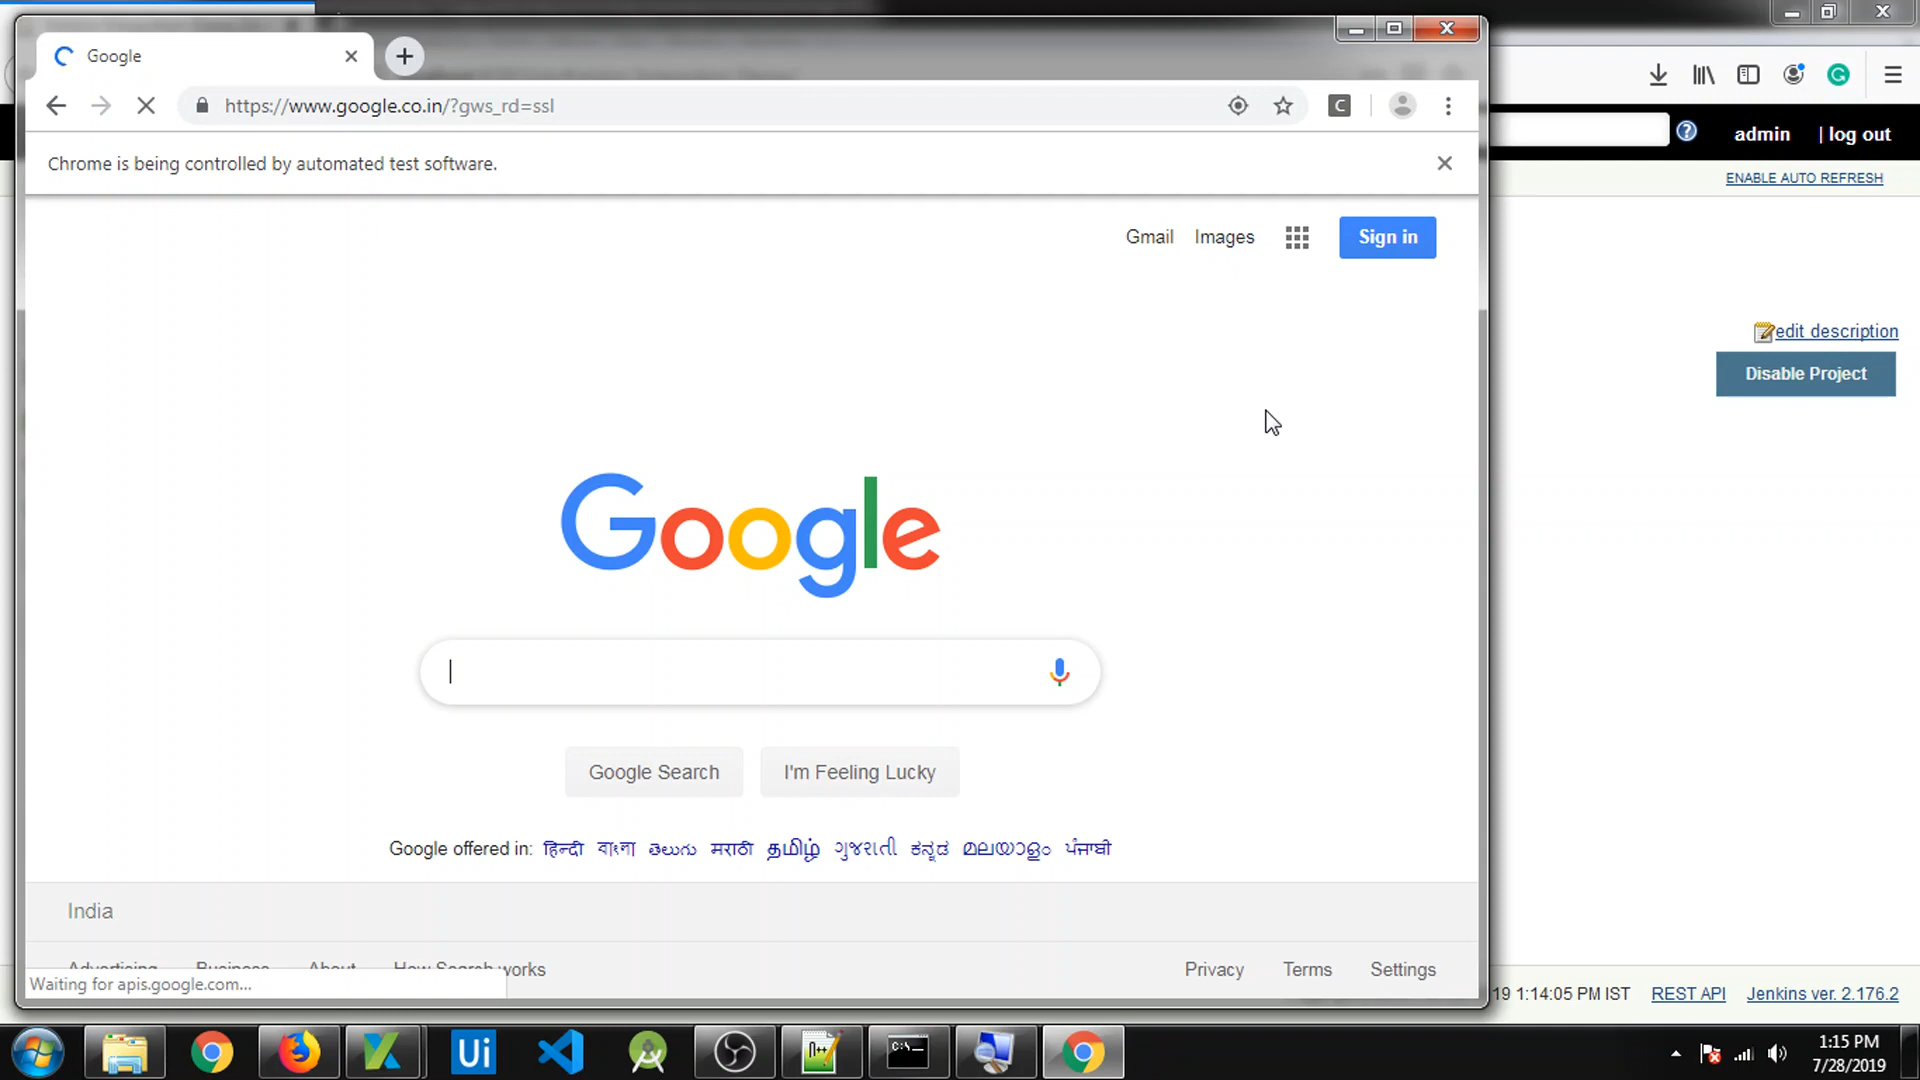 Google
https://www.google.co.in/?gws_rd=ssl
C
admin | log out
Chrome is being controlled by automated test software.
ENABLE AUTO REFRESH
Gmail Images Sign in
edit description
Disable Project
Google
Google Search I'm Feeling Lucky
Google offered in: हिन्दी বাংলা తెలుగు मराठी தமிழ் ગુજરાતી ಕನ್ನಡ മലയാളം ਪੰਜਾਬੀ
India
Advertising Business About How Search works Privacy Terms Settings
Waiting for apis.google.com...
19 1:14:05 PM IST REST API Jenkins ver. 2.176.2
Ui
N++
C:\-
1:15 PM
7/28/2019